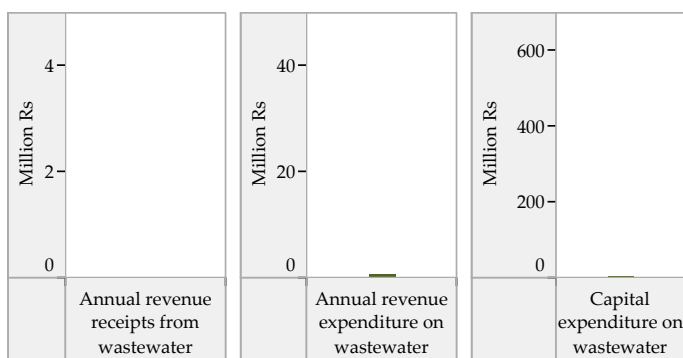 Million Rs
4
2
0
Annual revenue
receipts from
wastewater
Million Rs
40
20
0
Annual revenue
expenditure on
wastewater
Million Rs
600
400
200
0
Capital
expenditure on
wastewater